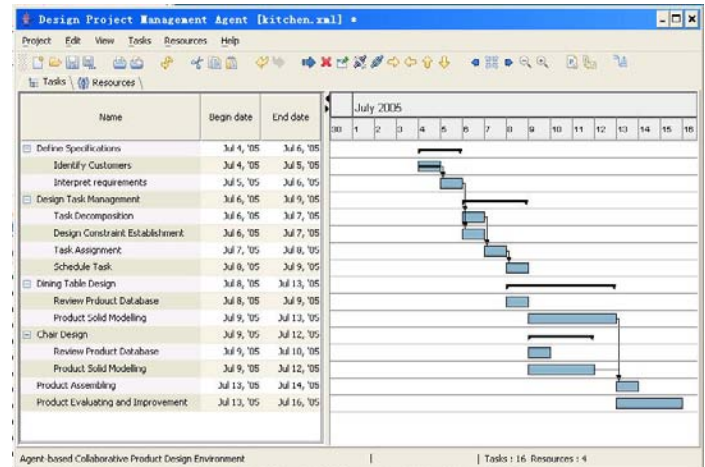 Design Project Management Agent [kitchen.xml] *
Project Edit View Tasks Resources Help
Tasks Resources
Name Begin date End date July 2005
30 1 2 3 4 5 6 7 8 9 10 11 12 13 14 15 16
Define Specifications Jul 4, '05 Jul 6, '05
Identify Customers Jul 4, '05 Jul 5, '05
Interpret requirements Jul 5, '05 Jul 6, '05
Design Task Management Jul 6, '05 Jul 9, '05
Task Decomposition Jul 6, '05 Jul 7, '05
Design Constraint Establishment Jul 6, '05 Jul 7, '05
Task Assignment Jul 7, '05 Jul 8, '05
Schedule Task Jul 8, '05 Jul 9, '05
Dining Table Design Jul 8, '05 Jul 13, '05
Review Prduuct Database Jul 8, '05 Jul 9, '05
Product Solid Modelling Jul 9, '05 Jul 13, '05
Chair Design Jul 9, '05 Jul 12, '05
Review Product Database Jul 9, '05 Jul 10, '05
Product Solid Modeling Jul 9, '05 Jul 12, '05
Product Assembling Jul 13, '05 Jul 14, '05
Product Evaluating and Improvement Jul 13, '05 Jul 16, '05
Agent-based Collaborative Product Design Environment Tasks : 16 Resources : 4